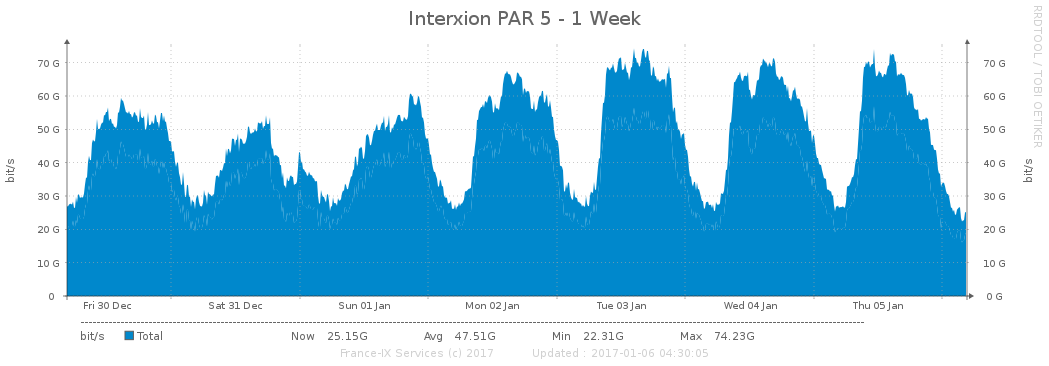 Interxion PAR 5 - 1 Week
RRDTOOL / TOBI OETIKER
bit/s
bit/s
70 G 70 G
60 G 60 G
50 G 50 G
40 G 40 G
30 G 30 G
20 G 20 G
10 G 10 G
0 0 G
Fri 30 Dec Sat 31 Dec Sun 01 Jan Mon 02 Jan Tue 03 Jan Wed 04 Jan Thu 05 Jan
bit/s Total Now 25.15G Avg 47.51G Min 22.31G Max 74.23G
France-IX Services (c) 2017 Updated : 2017-01-06 04:30:05